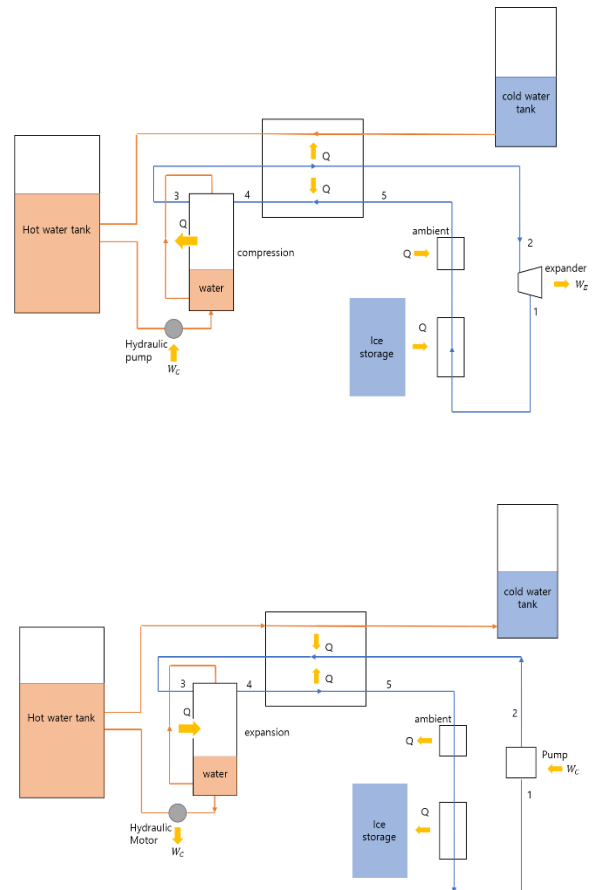 cold water
tank
Q
Q
3
4
5
2
Hot water tank
Q
compression
ambient
Q
expander
W_E
1
water
Q
Ice
storage
Hydraulic
pump
W_C
cold water
tank
Q
Q
3
4
5
2
Hot water tank
Q
expansion
ambient
Q
Pump
W_C
1
water
Q
Ice
storage
Hydraulic
Motor
W_C